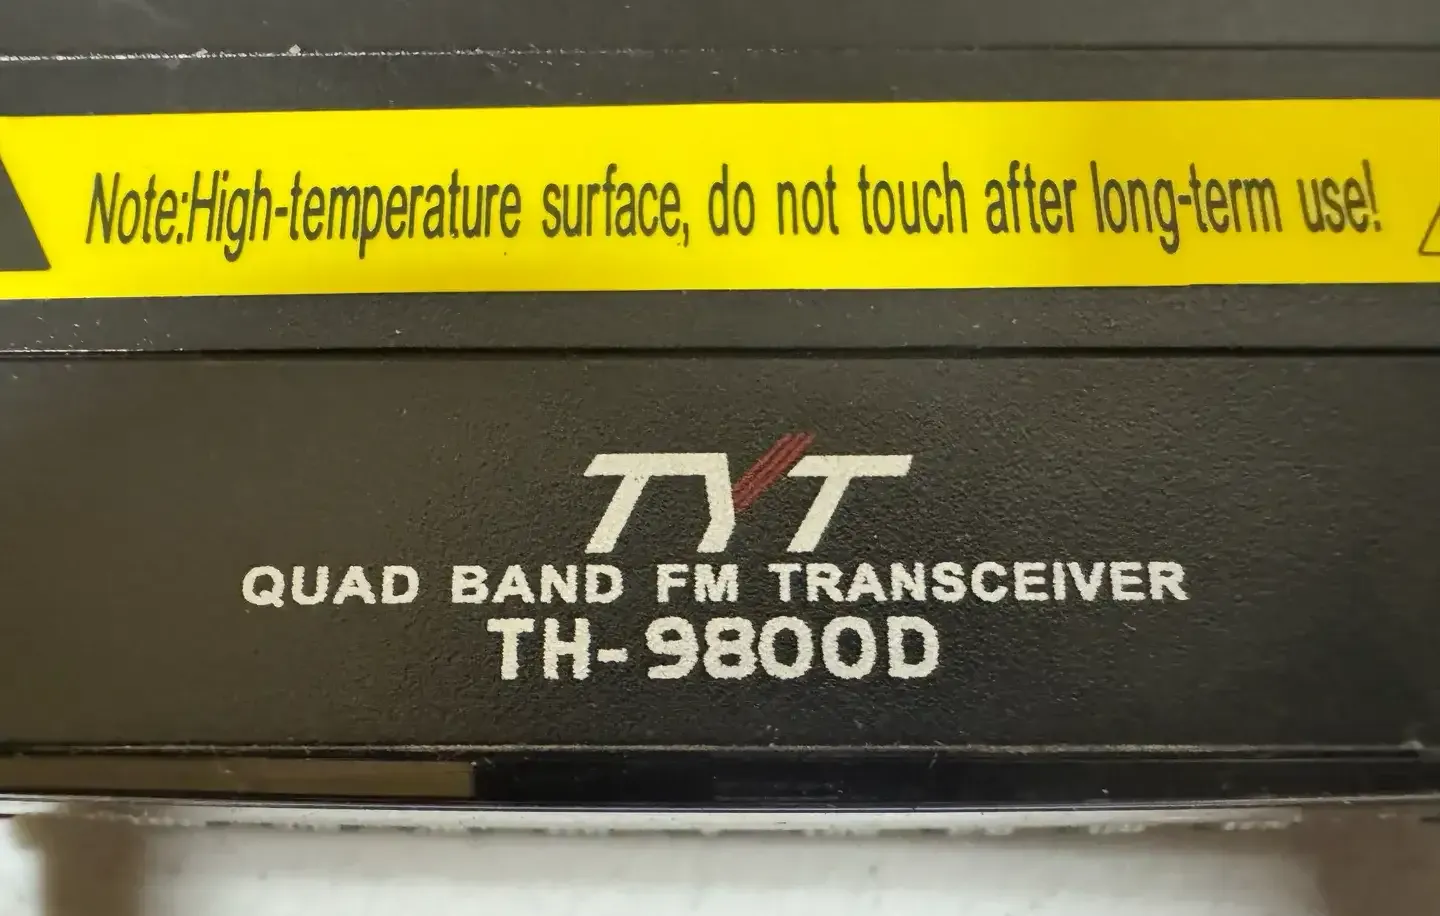 Note:High-temperature surface, do not touch after long-term use!
TYT
QUAD BAND FM TRANSCEIVER
TH-9800D